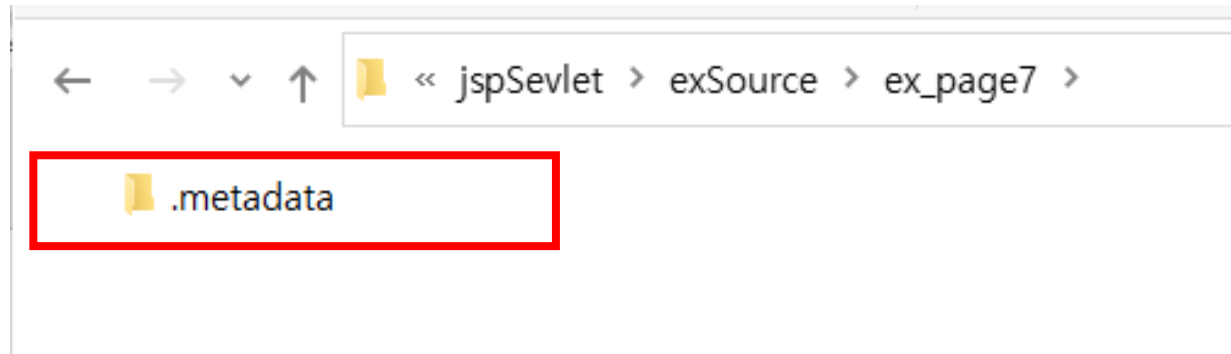 « jspSevlet > exSource > ex_page7 >
.metadata